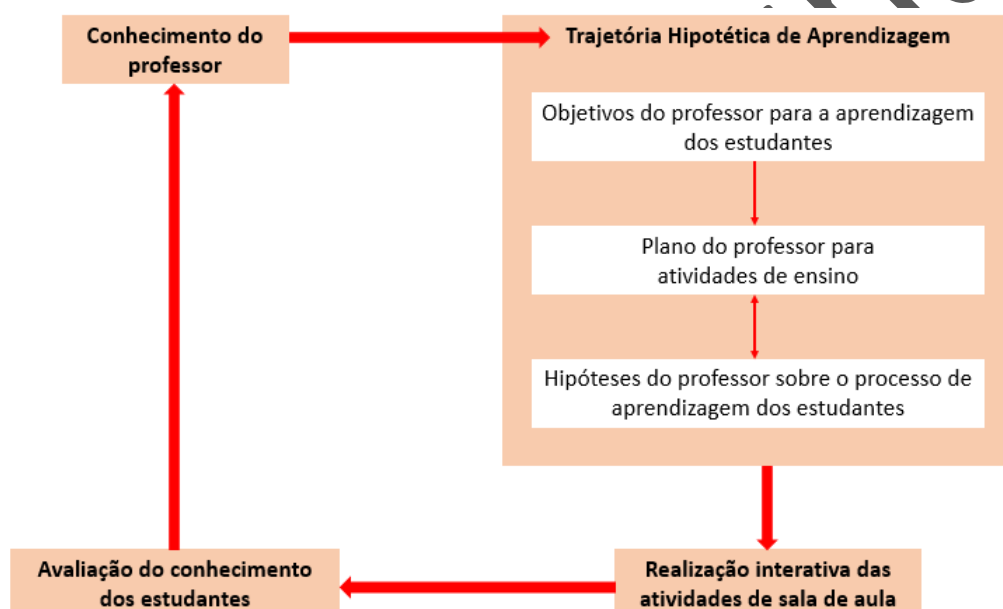 Conhecimento do
professor
Trajetória Hipotética de Aprendizagem
Objetivos do professor para a aprendizagem
dos estudantes
Plano do professor para
atividades de ensino
Hipóteses do professor sobre o processo de
aprendizagem dos estudantes
Avaliação do conhecimento
dos estudantes
Realização interativa das
atividades de sala de aula